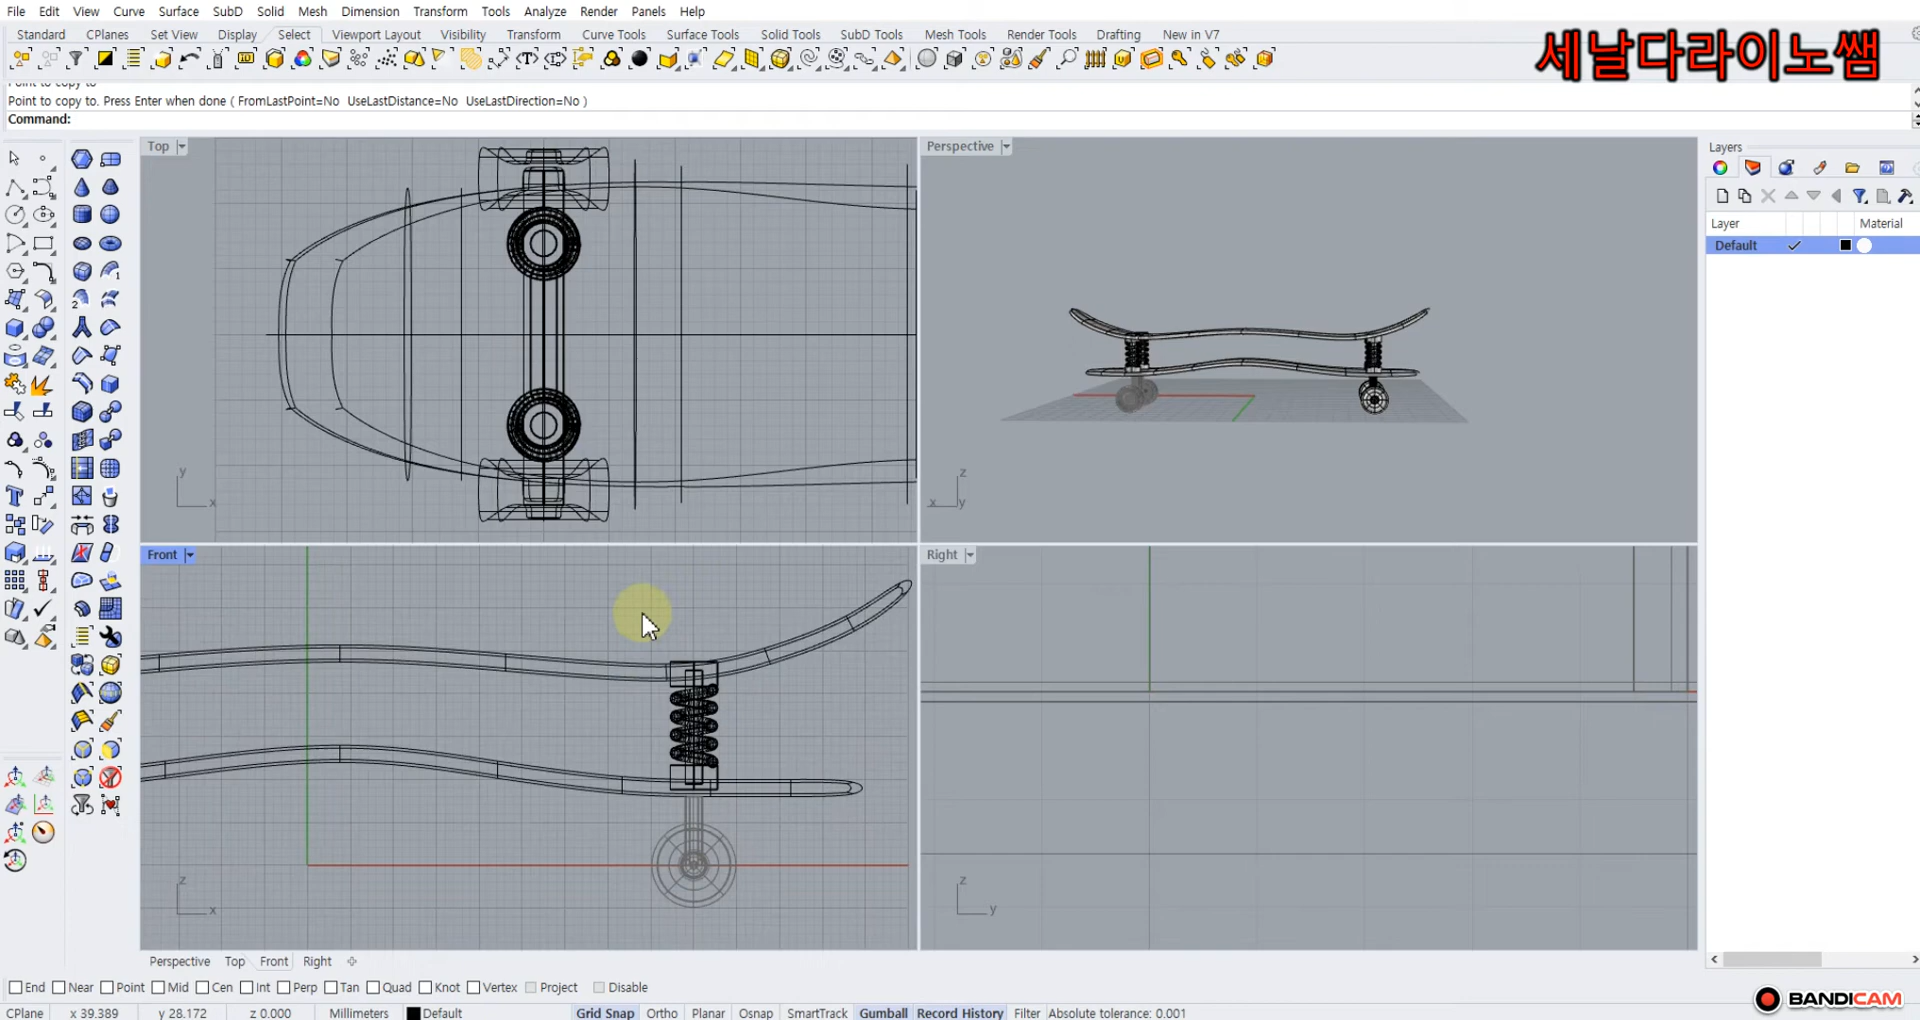 File Edit View Curve Surface SubD Solid Mesh Dimension Transform Tools Analyze Render Panels Help
Standard CPlanes Set View Display Select Viewport Layout Visibility Transform Curve Tools Surface Tools Solid Tools SubD Tools Mesh Tools Render Tools Drafting New in V7
세날다라이노쌤
Point to copy to
Point to copy to. Press Enter when done ( FromLastPoint=No UseLastDistance=No UseLastDirection=No )
Command:
Top
Perspective
Layers
Layer Material
Default
y
x
z
x
y
Front
Right
z
x
z
y
Perspective Top Front Right
End Near Point Mid Cen Int Perp Tan Quad Knot Vertex Project Disable
BANDICAM
CPlane x 39.389 y 28.172 z 0.000 Millimeters Default Grid Snap Ortho Planar Osnap SmartTrack Gumball Record History Filter Absolute tolerance: 0.001